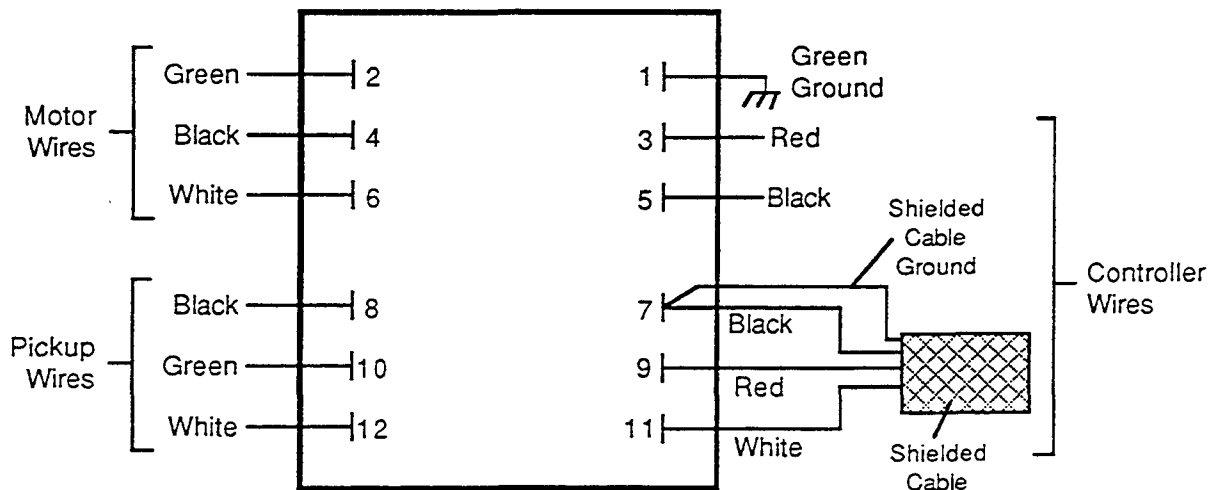 Motor
Wires
Green
2
Black
4
White
6
Pickup
Wires
Black
8
Green
10
White
12
1
Green
Ground
3
Red
5
Black
7
Black
9
Red
11
White
Shielded
Cable
Ground
Shielded
Cable
Controller
Wires